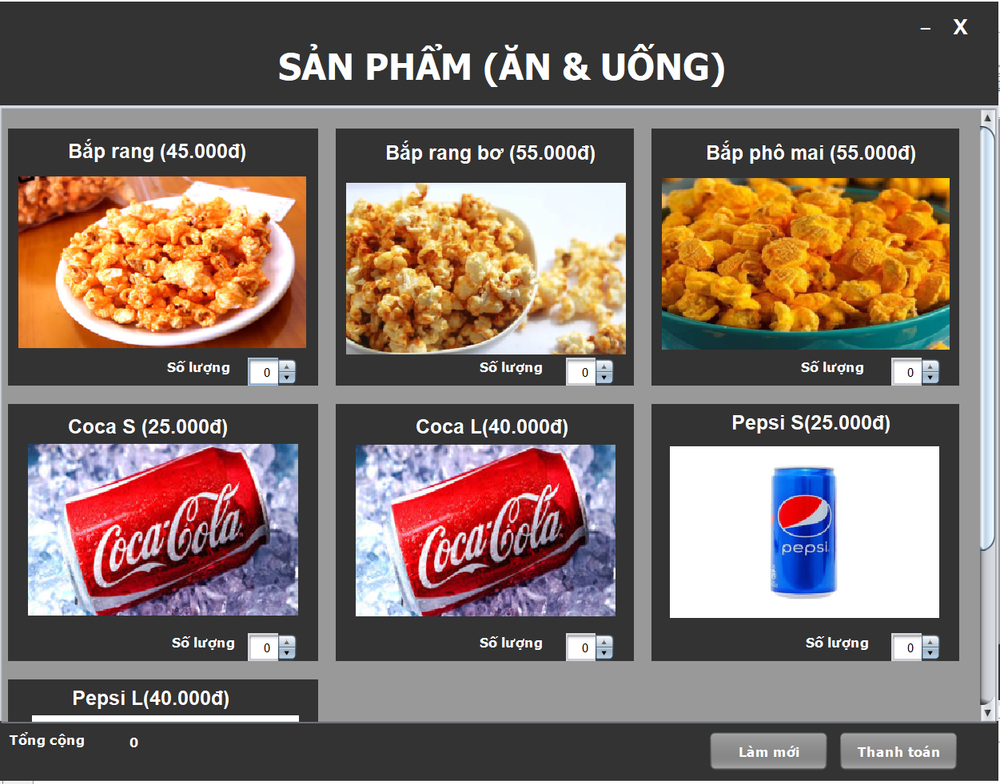 – X
SẢN PHẨM (ĂN & UỐNG)
Bắp rang (45.000đ)
Bắp rang bơ (55.000đ)
Bắp phô mai (55.000đ)
Số lượng 0
Số lượng 0
Số lượng 0
Coca S (25.000đ)
Coca L(40.000đ)
Pepsi S(25.000đ)
Coca-Cola
Coca-Cola
pepsi
Số lượng 0
Số lượng 0
Số lượng 0
Pepsi L(40.000đ)
Tổng cộng 0
Làm mới
Thanh toán